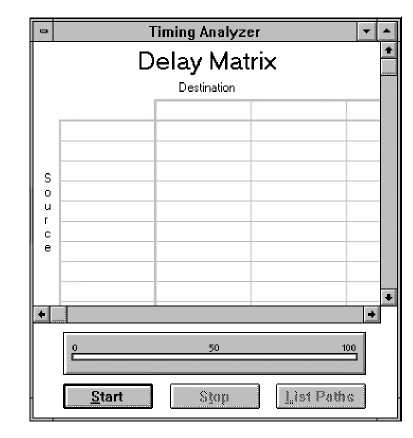 Timing Analyzer
Delay Matrix
Destination
Source
0 50 100
Start Stop List Paths